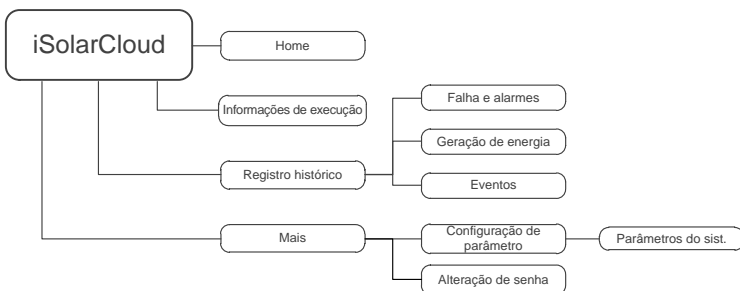 iSolarCloud
Home
Informações de execução
Falha e alarmes
Geração de energia
Registro histórico
Eventos
Mais
Configuração de
parâmetro
Parâmetros do sist.
Alteração de senha